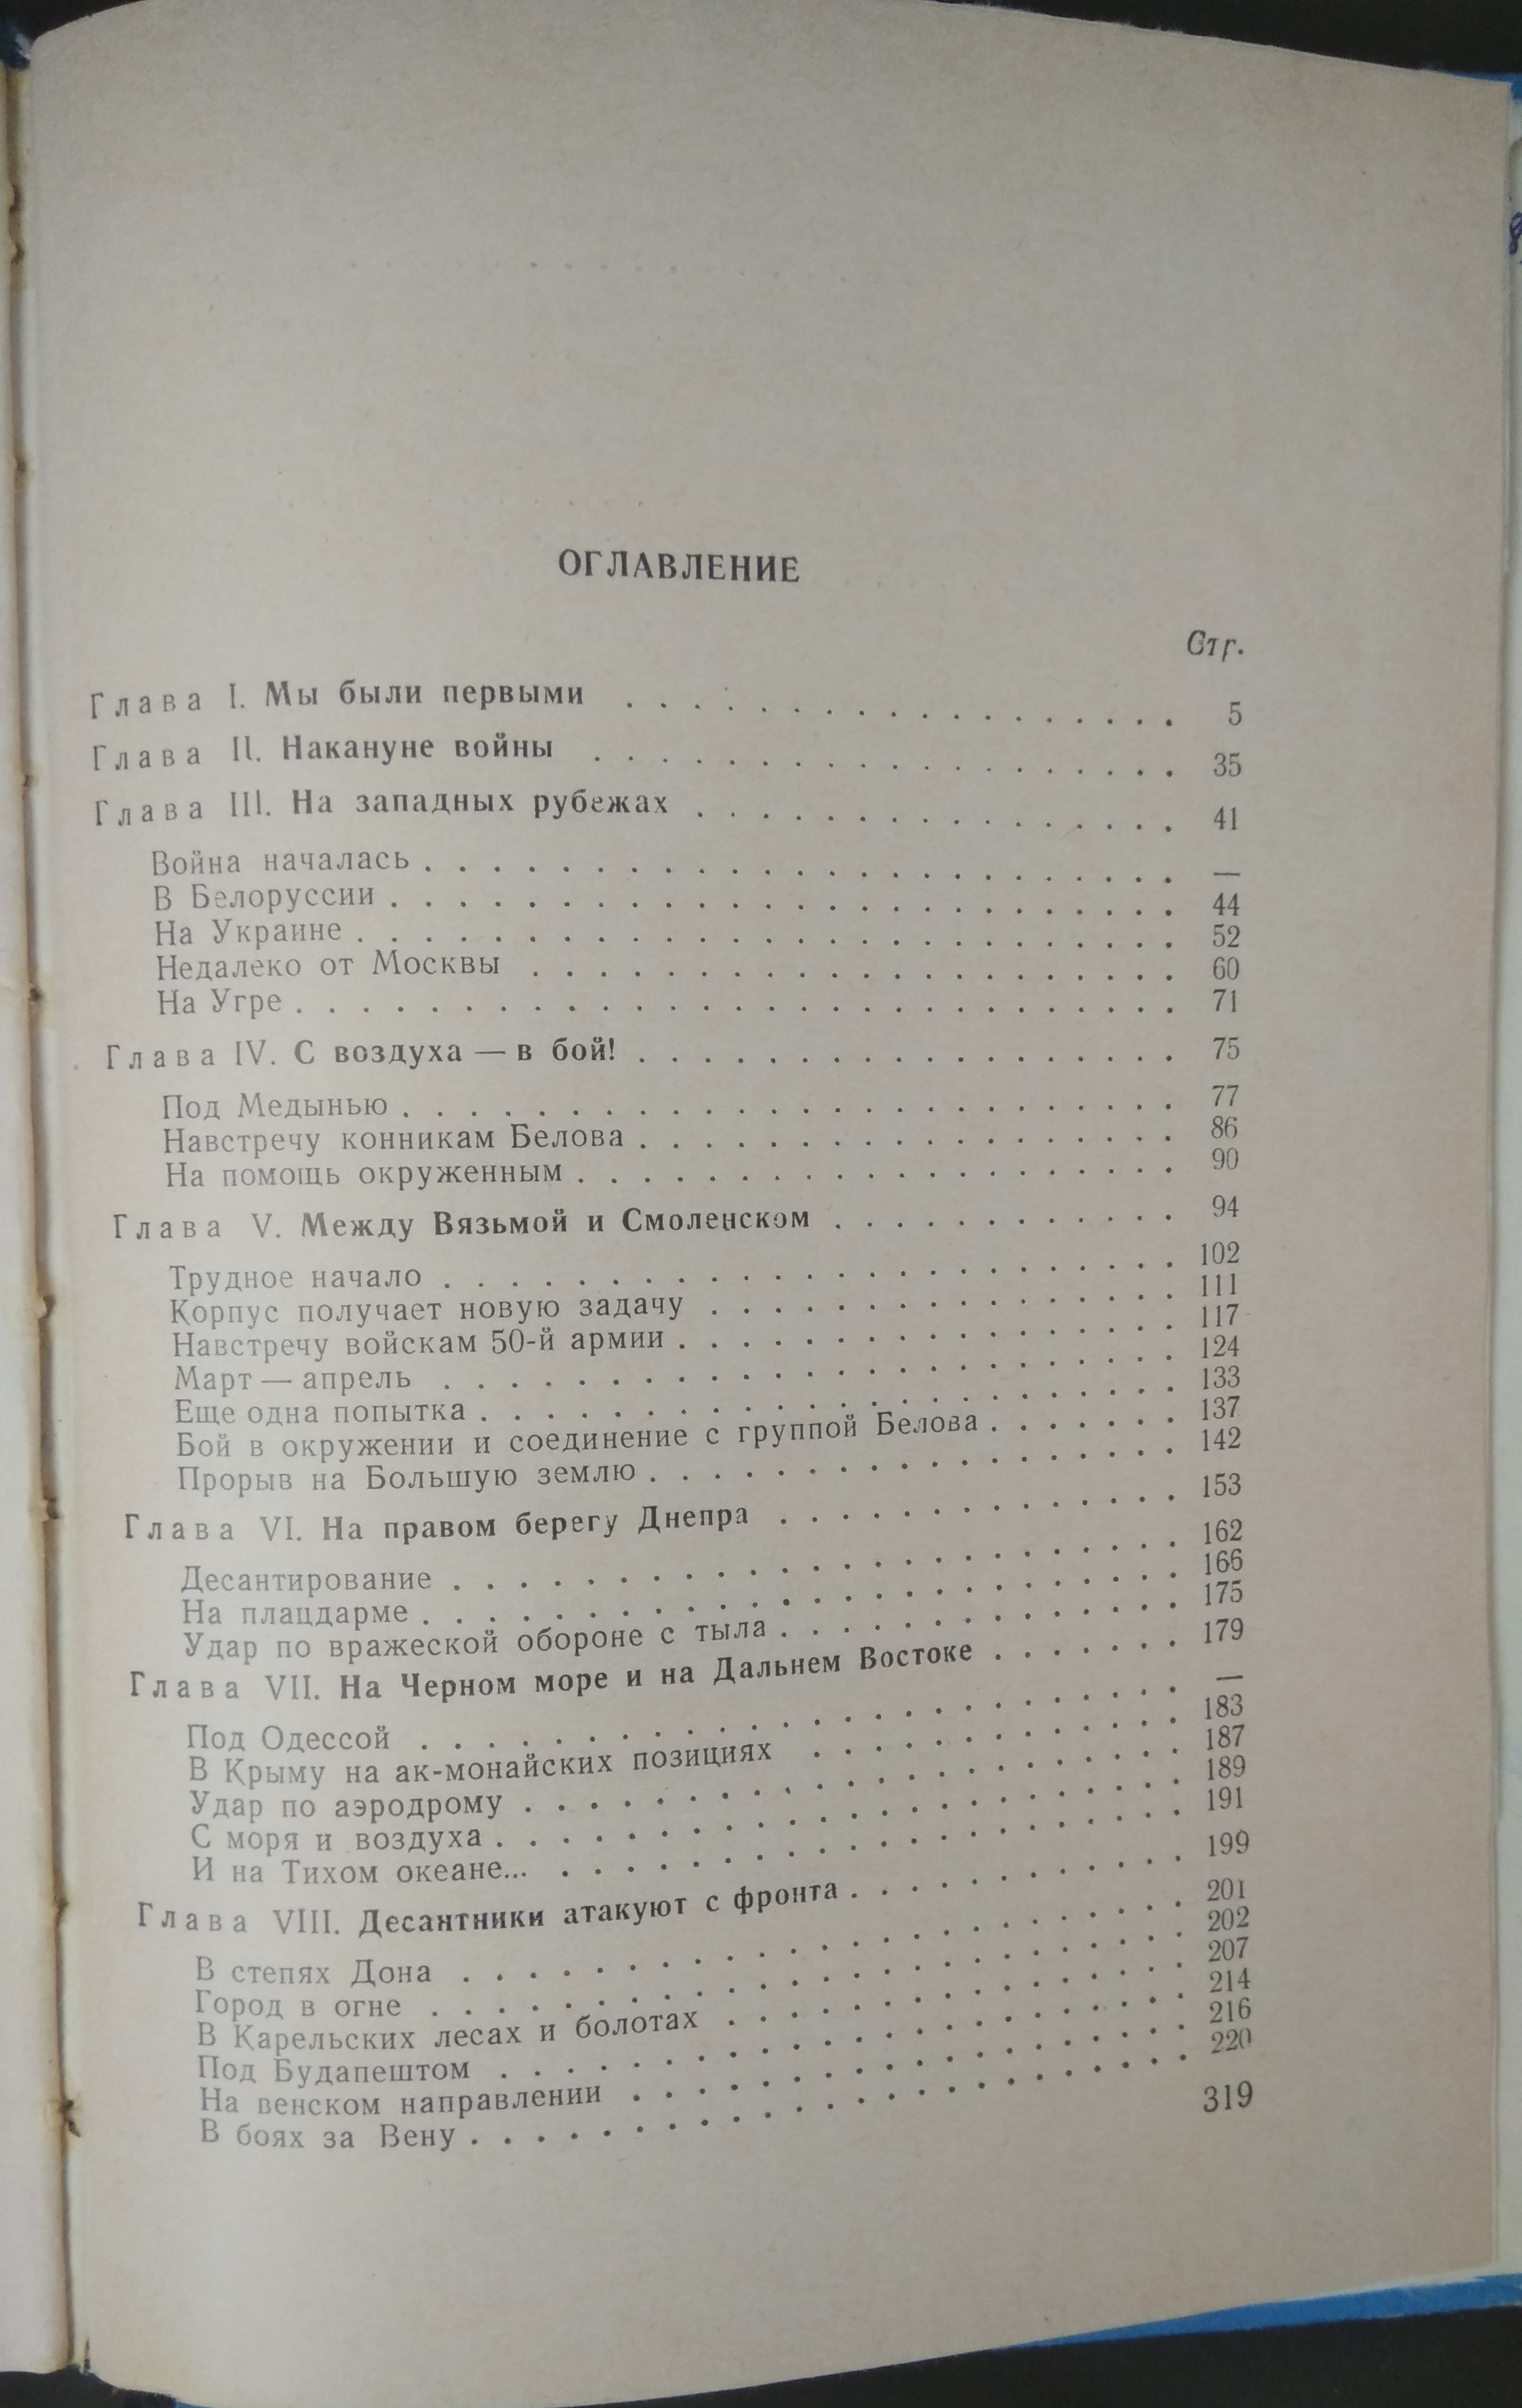 ОГЛАВЛЕНИЕ
Стр.
Глава I. Мы были первыми . . . . . . . . . . . . . . . . . 5
Глава II. Накануне войны . . . . . . . . . . . . . . . . . . 35
Глава III. На западных рубежах . . . . . . . . . . . . . . . 41
Война началась . . . . . . . . . . . . . . . . . . . . . . . —
В Белоруссии . . . . . . . . . . . . . . . . . . . . . . . . 44
На Украине . . . . . . . . . . . . . . . . . . . . . . . . . 52
Недалеко от Москвы . . . . . . . . . . . . . . . . . . . . 60
На Угре . . . . . . . . . . . . . . . . . . . . . . . . . . . 71
Глава IV. С воздуха — в бой! . . . . . . . . . . . . . . . . . 75
Под Медынью . . . . . . . . . . . . . . . . . . . . . . . . 77
Навстречу конникам Белова . . . . . . . . . . . . . . . . . 86
На помощь окруженным . . . . . . . . . . . . . . . . . . . 90
Глава V. Между Вязьмой и Смоленском . . . . . . . . . . . 94
Трудное начало . . . . . . . . . . . . . . . . . . . . . . 102
Корпус получает новую задачу . . . . . . . . . . . . . . . 111
Навстречу войскам 50-й армии . . . . . . . . . . . . . . . . 117
Март — апрель . . . . . . . . . . . . . . . . . . . . . . . 124
Еще одна попытка . . . . . . . . . . . . . . . . . . . . . 133
Бой в окружении и соединение с группой Белова . . . . . . 137
Прорыв на Большую землю . . . . . . . . . . . . . . . . . 142
Глава VI. На правом берегу Днепра . . . . . . . . . . . . . 153
Десантирование . . . . . . . . . . . . . . . . . . . . . . 162
На плацдарме . . . . . . . . . . . . . . . . . . . . . . . 166
Удар по вражеской обороне с тыла . . . . . . . . . . . . . 175
Глава VII. На Черном море и на Дальнем Востоке . . . . . . 179
Под Одессой . . . . . . . . . . . . . . . . . . . . . . . —
В Крыму на ак-монайских позициях . . . . . . . . . . . . 183
Удар по аэродрому . . . . . . . . . . . . . . . . . . . . 187
С моря и воздуха . . . . . . . . . . . . . . . . . . . . . 189
И на Тихом океане... . . . . . . . . . . . . . . . . . . . 191
Глава VIII. Десантники атакуют с фронта . . . . . . . . . . 199
В степях Дона . . . . . . . . . . . . . . . . . . . . . . 201
Город в огне . . . . . . . . . . . . . . . . . . . . . . . 202
В Карельских лесах и болотах . . . . . . . . . . . . . . . 207
Под Будапештом . . . . . . . . . . . . . . . . . . . . . 214
На венском направлении . . . . . . . . . . . . . . . . . 216
В боях за Вену . . . . . . . . . . . . . . . . . . . . . . 220
319